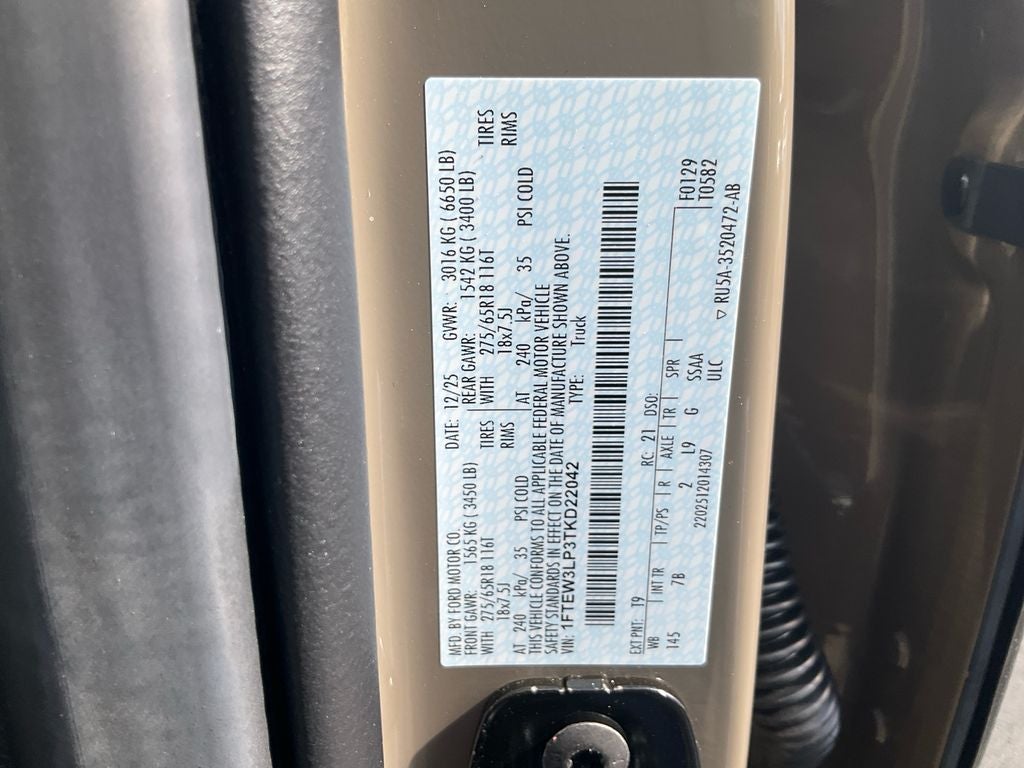 MFD. BY FORD MOTOR CO. DATE: 12/25 GVWR: 3016 KG ( 6650 LB)
FRONT GAWR: 1565 KG ( 3450 LB) REAR GAWR: 1542 KG ( 3400 LB)
WITH 275/65R18 116T TIRES WITH 275/65R18 116T TIRES
18x7.5J RIMS 18x7.5J RIMS
AT 240 kPa/ 35 PSI COLD AT 240 kPa/ 35 PSI COLD
THIS VEHICLE CONFORMS TO ALL APPLICABLE FEDERAL MOTOR VEHICLE
SAFETY STANDARDS IN EFFECT ON THE DATE OF MANUFACTURE SHOWN ABOVE.
VIN: 1FTEW3LP3TKD22042 TYPE: Truck
EXT PNT: T9 RC: 21 DSO: F0129
WB | INT TR | TP/PS | R | AXLE | TR | SPR | T0582
145 7B 2 L9 G SSAA
ULC
2202512014307 ▽ RU5A-3520472-AB